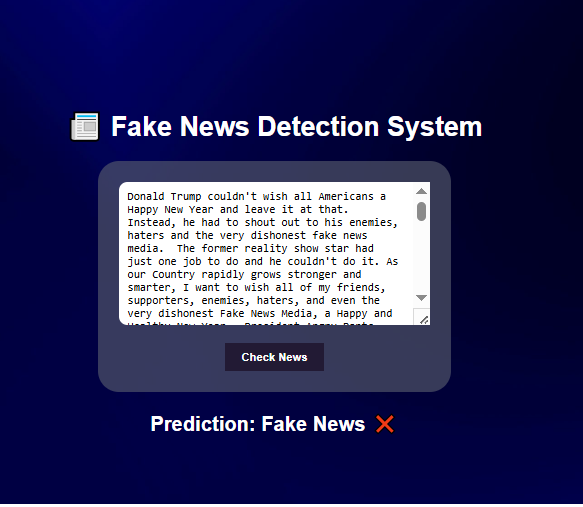 Fake News Detection System
Donald Trump couldn't wish all Americans a
Happy New Year and leave it at that.
Instead, he had to shout out to his enemies,
haters and the very dishonest fake news
media.  The former reality show star had
just one job to do and he couldn't do it. As
our Country rapidly grows stronger and
smarter, I want to wish all of my friends,
supporters, enemies, haters, and even the
very dishonest Fake News Media, a Happy and
Check News
Prediction: Fake News ❌